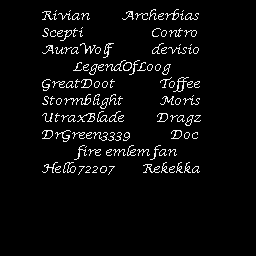 Rivian Archerbias
Scepti Contro
AuraWolf devisio
LegendOfLoog
GreatDoot Toffee
Stormblight Moris
UtraxBlade Dragz
DrGreen3339 Doc
fire emlem fan
Hello72207 Rekekka